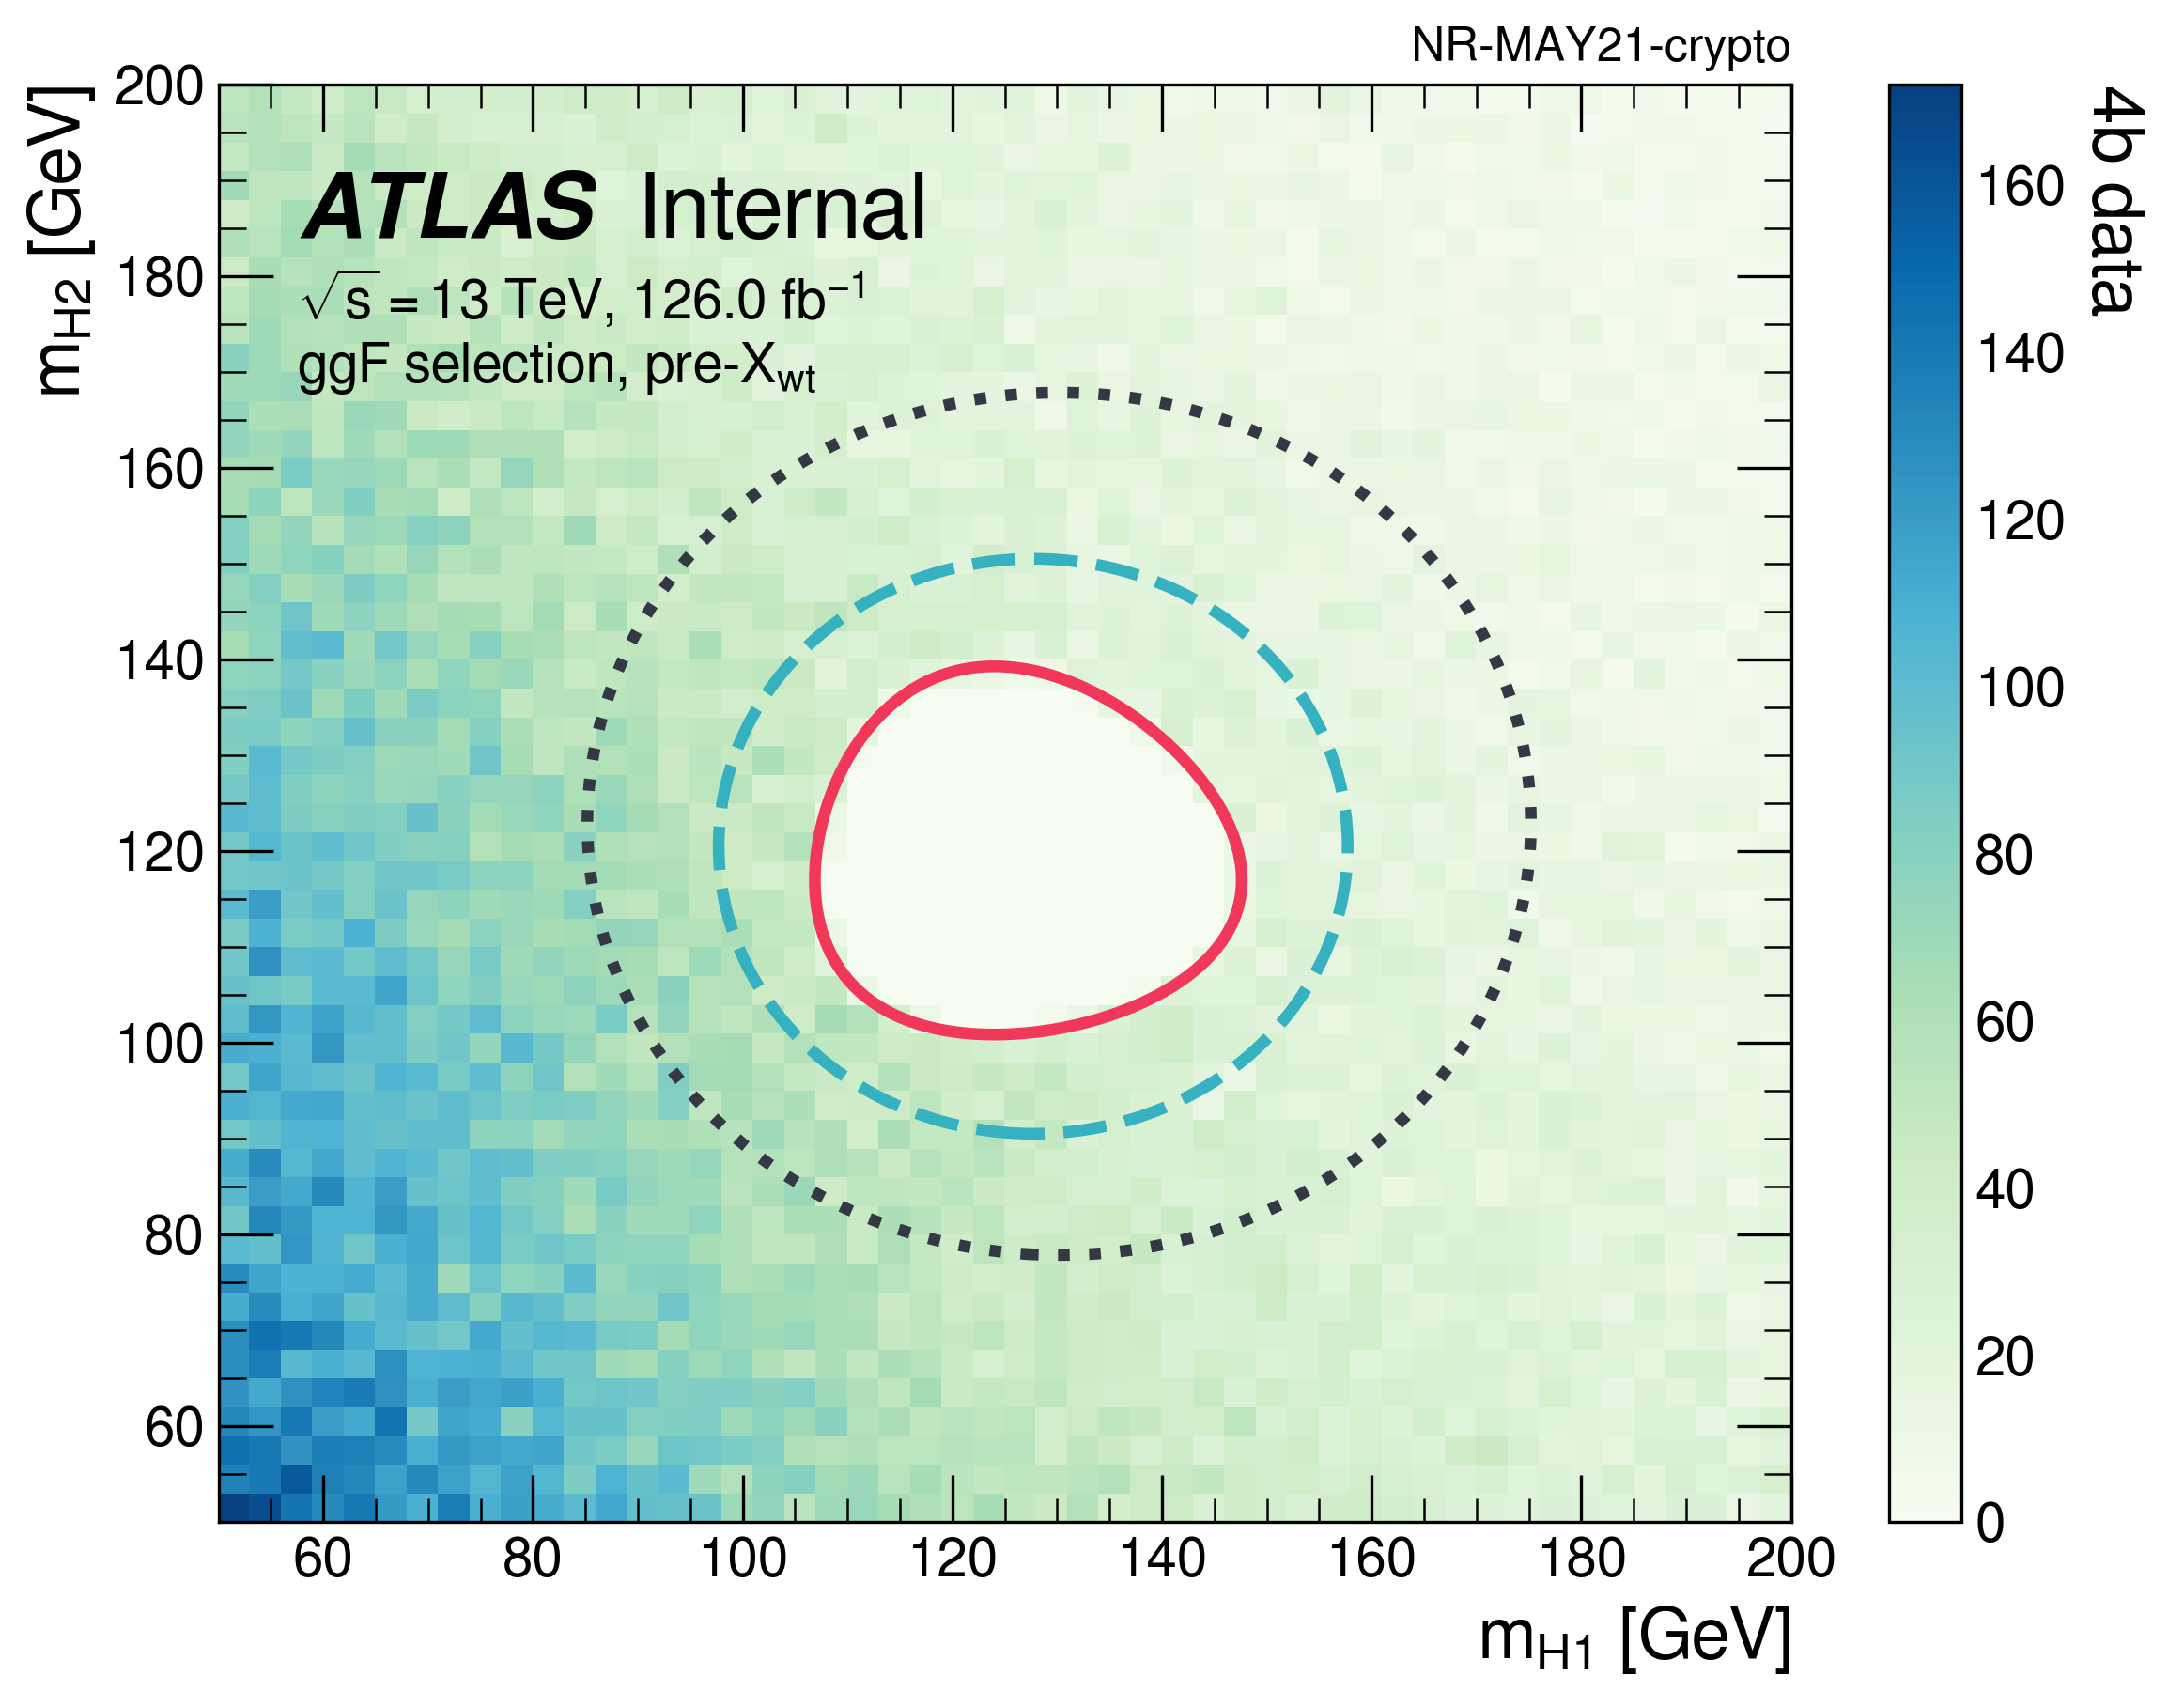 NR-MAY21-crypto
ATLAS Internal
√s = 13 TeV, 126.0 fb⁻¹
ggF selection, pre-X_wt
m_H2 [GeV]
200
180
160
140
120
100
80
60
60 80 100 120 140 160 180 200
m_H1 [GeV]
4b data
160
140
120
100
80
60
40
20
0